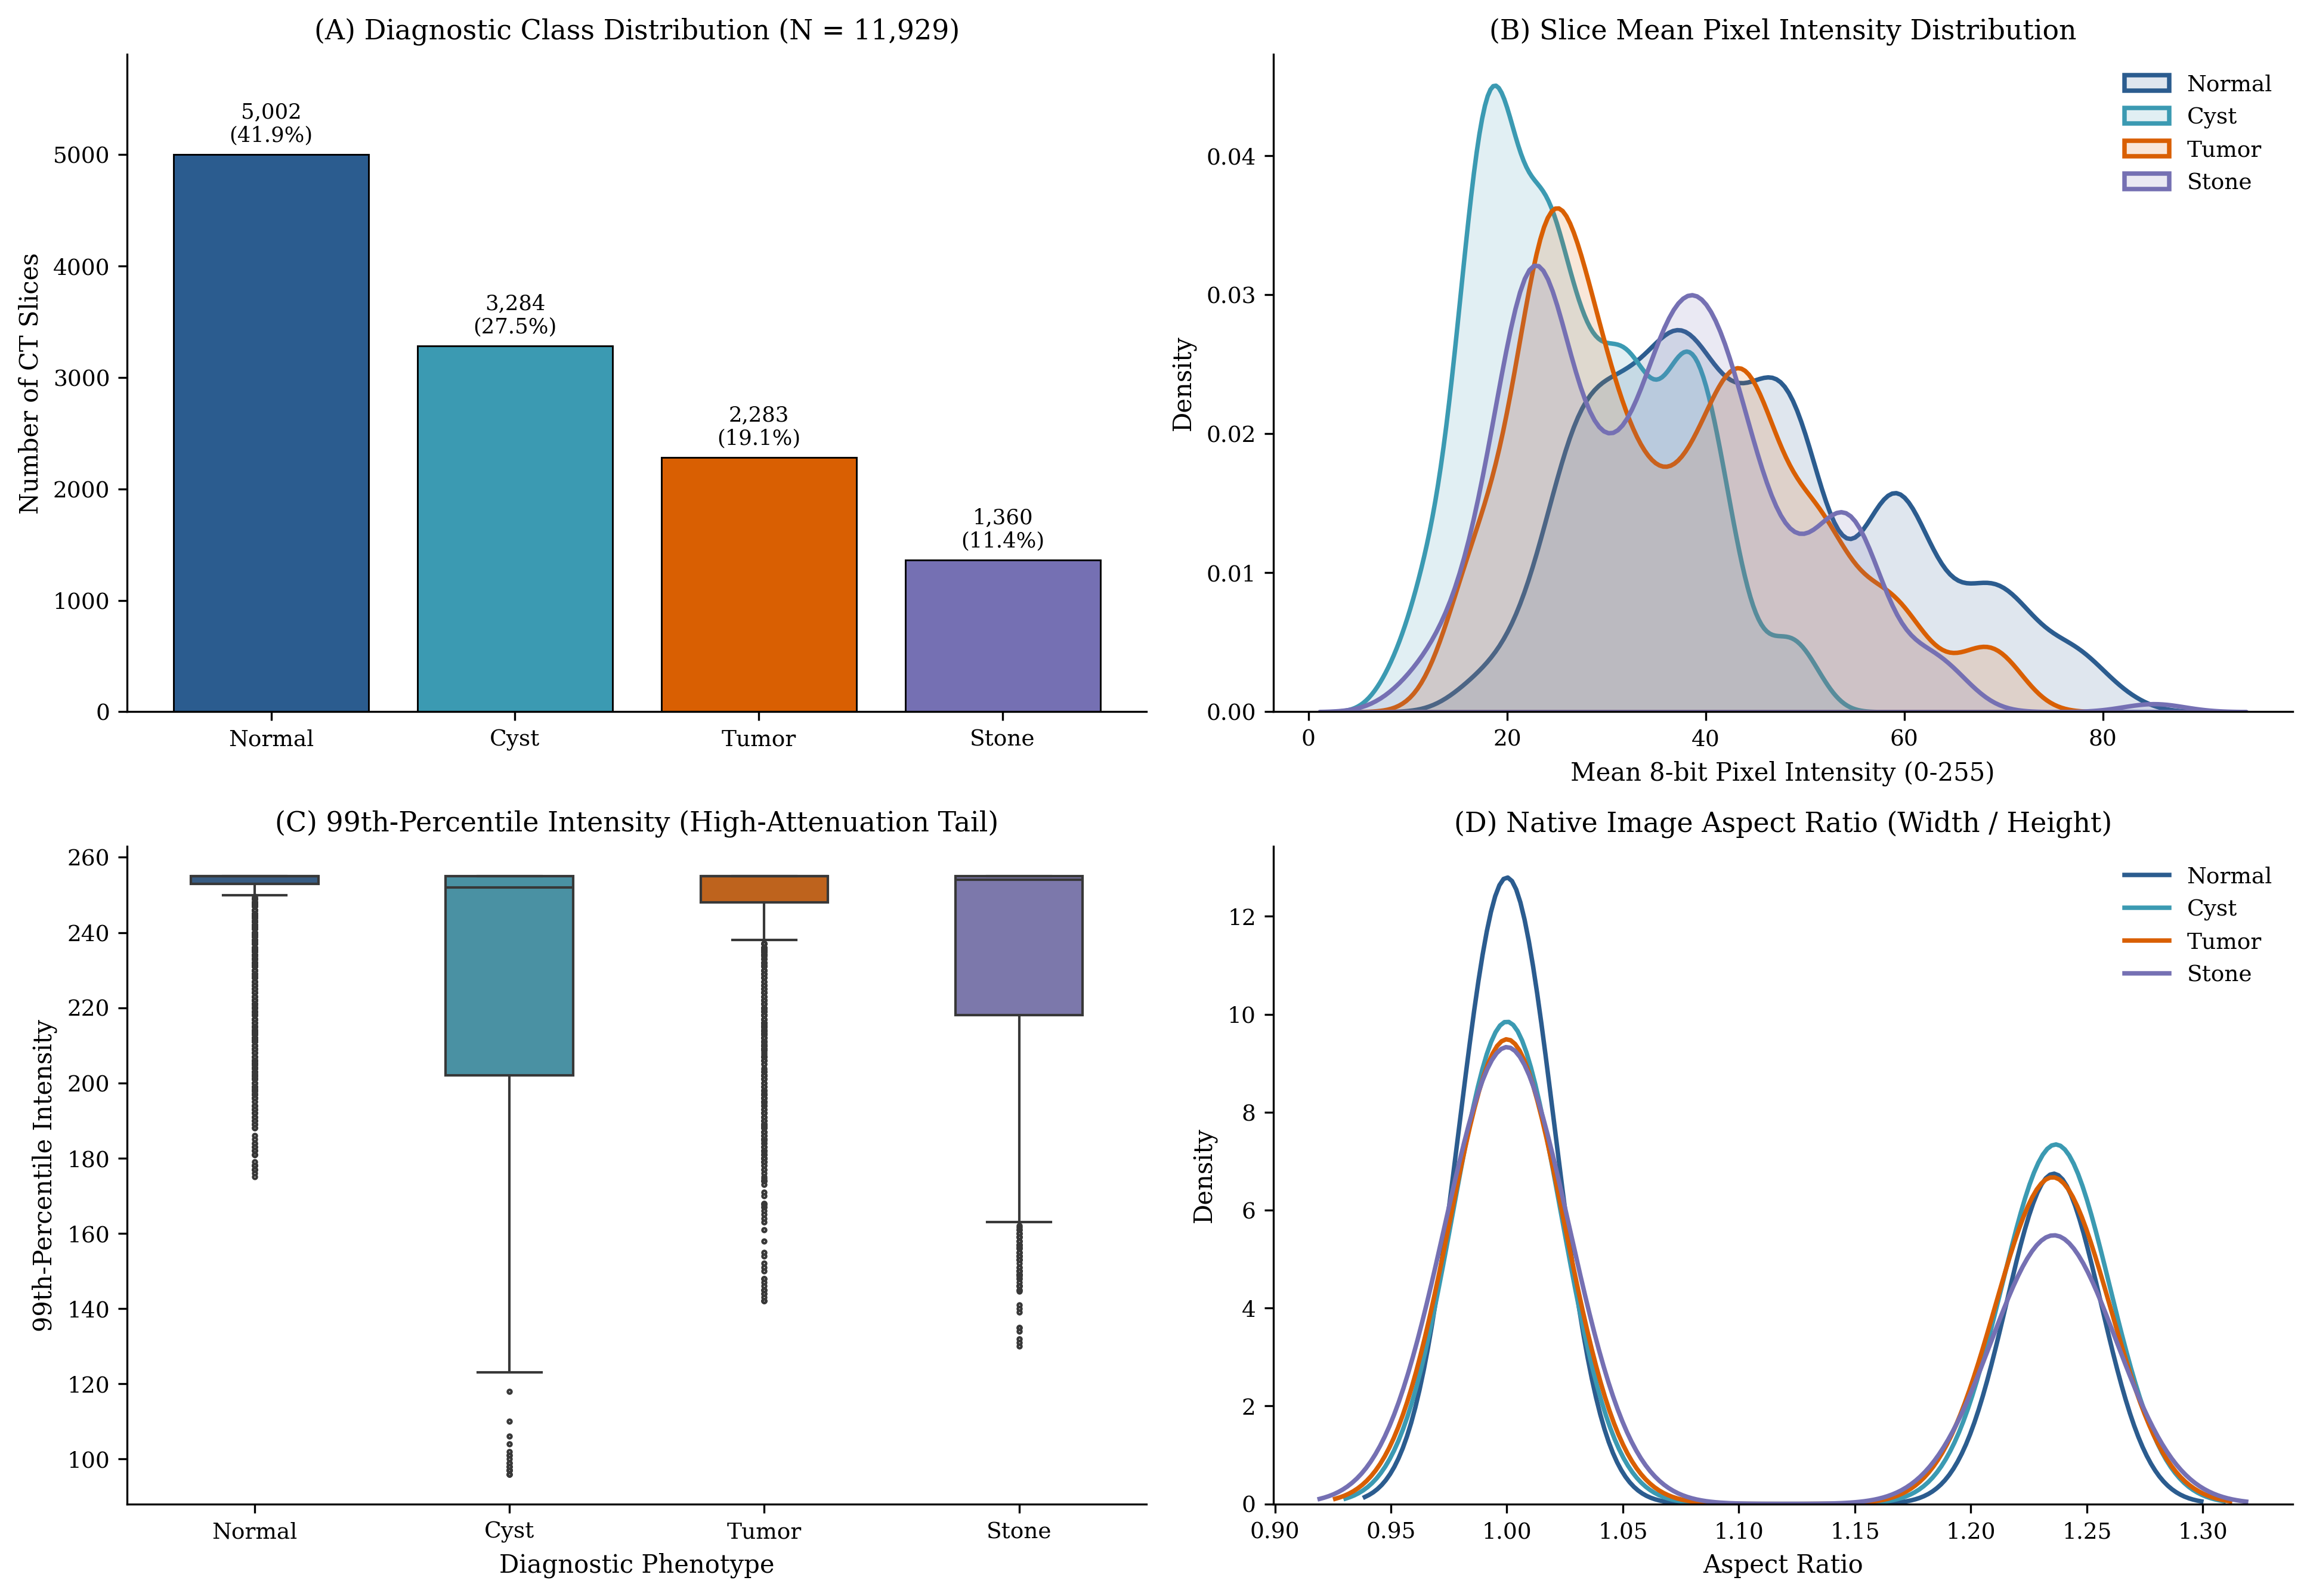 (A) Diagnostic Class Distribution (N = 11,929)
Number of CT Slices
5000
4000
3000
2000
1000
0
5,002
(41.9%)
3,284
(27.5%)
2,283
(19.1%)
1,360
(11.4%)
Normal
Cyst
Tumor
Stone
(B) Slice Mean Pixel Intensity Distribution
Density
0.04
0.03
0.02
0.01
0.00
Normal
Cyst
Tumor
Stone
0
20
40
60
80
Mean 8-bit Pixel Intensity (0-255)
(C) 99th-Percentile Intensity (High-Attenuation Tail)
99th-Percentile Intensity
260
240
220
200
180
160
140
120
100
Normal
Cyst
Tumor
Stone
Diagnostic Phenotype
(D) Native Image Aspect Ratio (Width / Height)
Density
12
10
8
6
4
2
0
Normal
Cyst
Tumor
Stone
0.90
0.95
1.00
1.05
1.10
1.15
1.20
1.25
1.30
Aspect Ratio